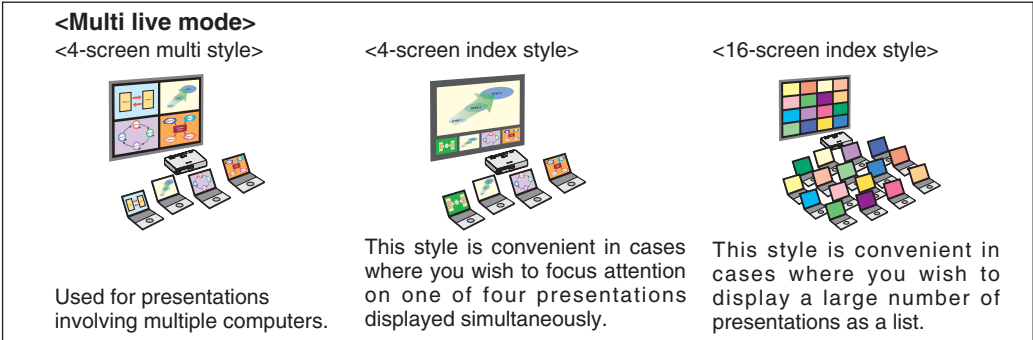 <Multi live mode>
<4-screen multi style>
Used for presentations
involving multiple computers.
<4-screen index style>
This style is convenient in cases
where you wish to focus attention
on one of four presentations
displayed simultaneously.
<16-screen index style>
This style is convenient in
cases where you wish to
display a large number of
presentations as a list.